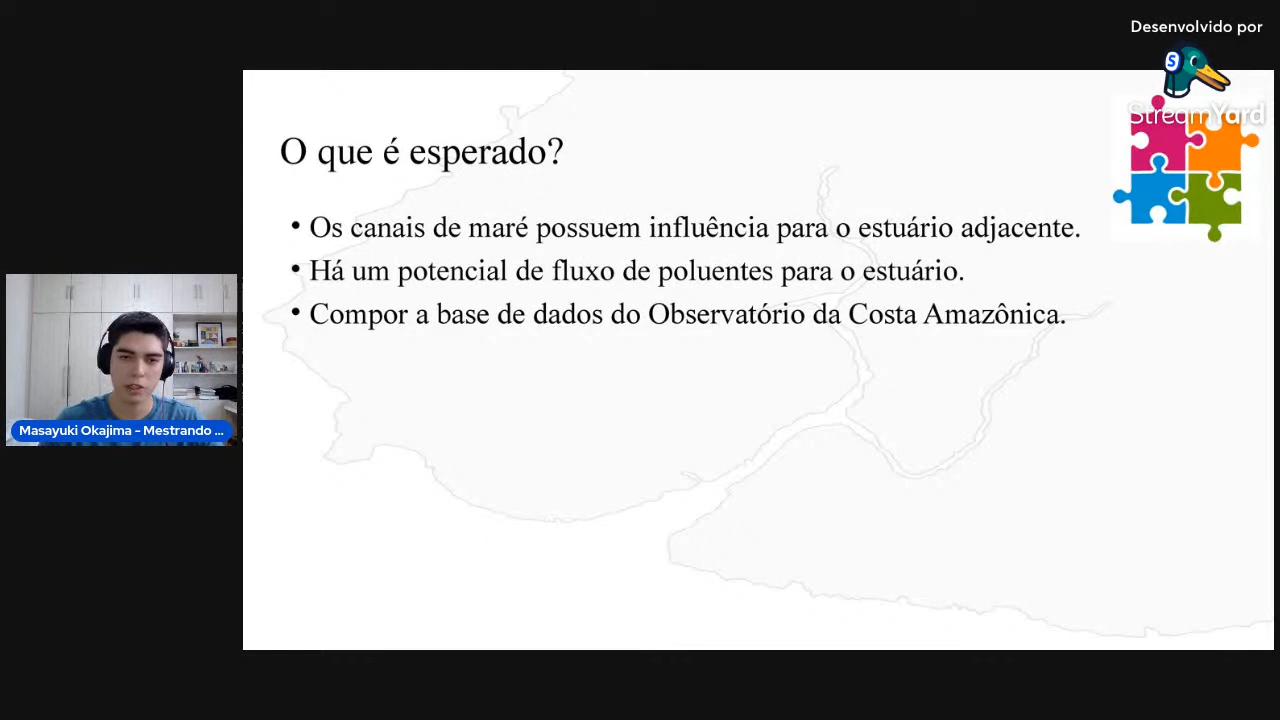 Desenvolvido por
StreamYard
O que é esperado?
• Os canais de maré possuem influência para o estuário adjacente.
• Há um potencial de fluxo de poluentes para o estuário.
• Compor a base de dados do Observatório da Costa Amazônica.
Masayuki Okajima - Mestrando ...